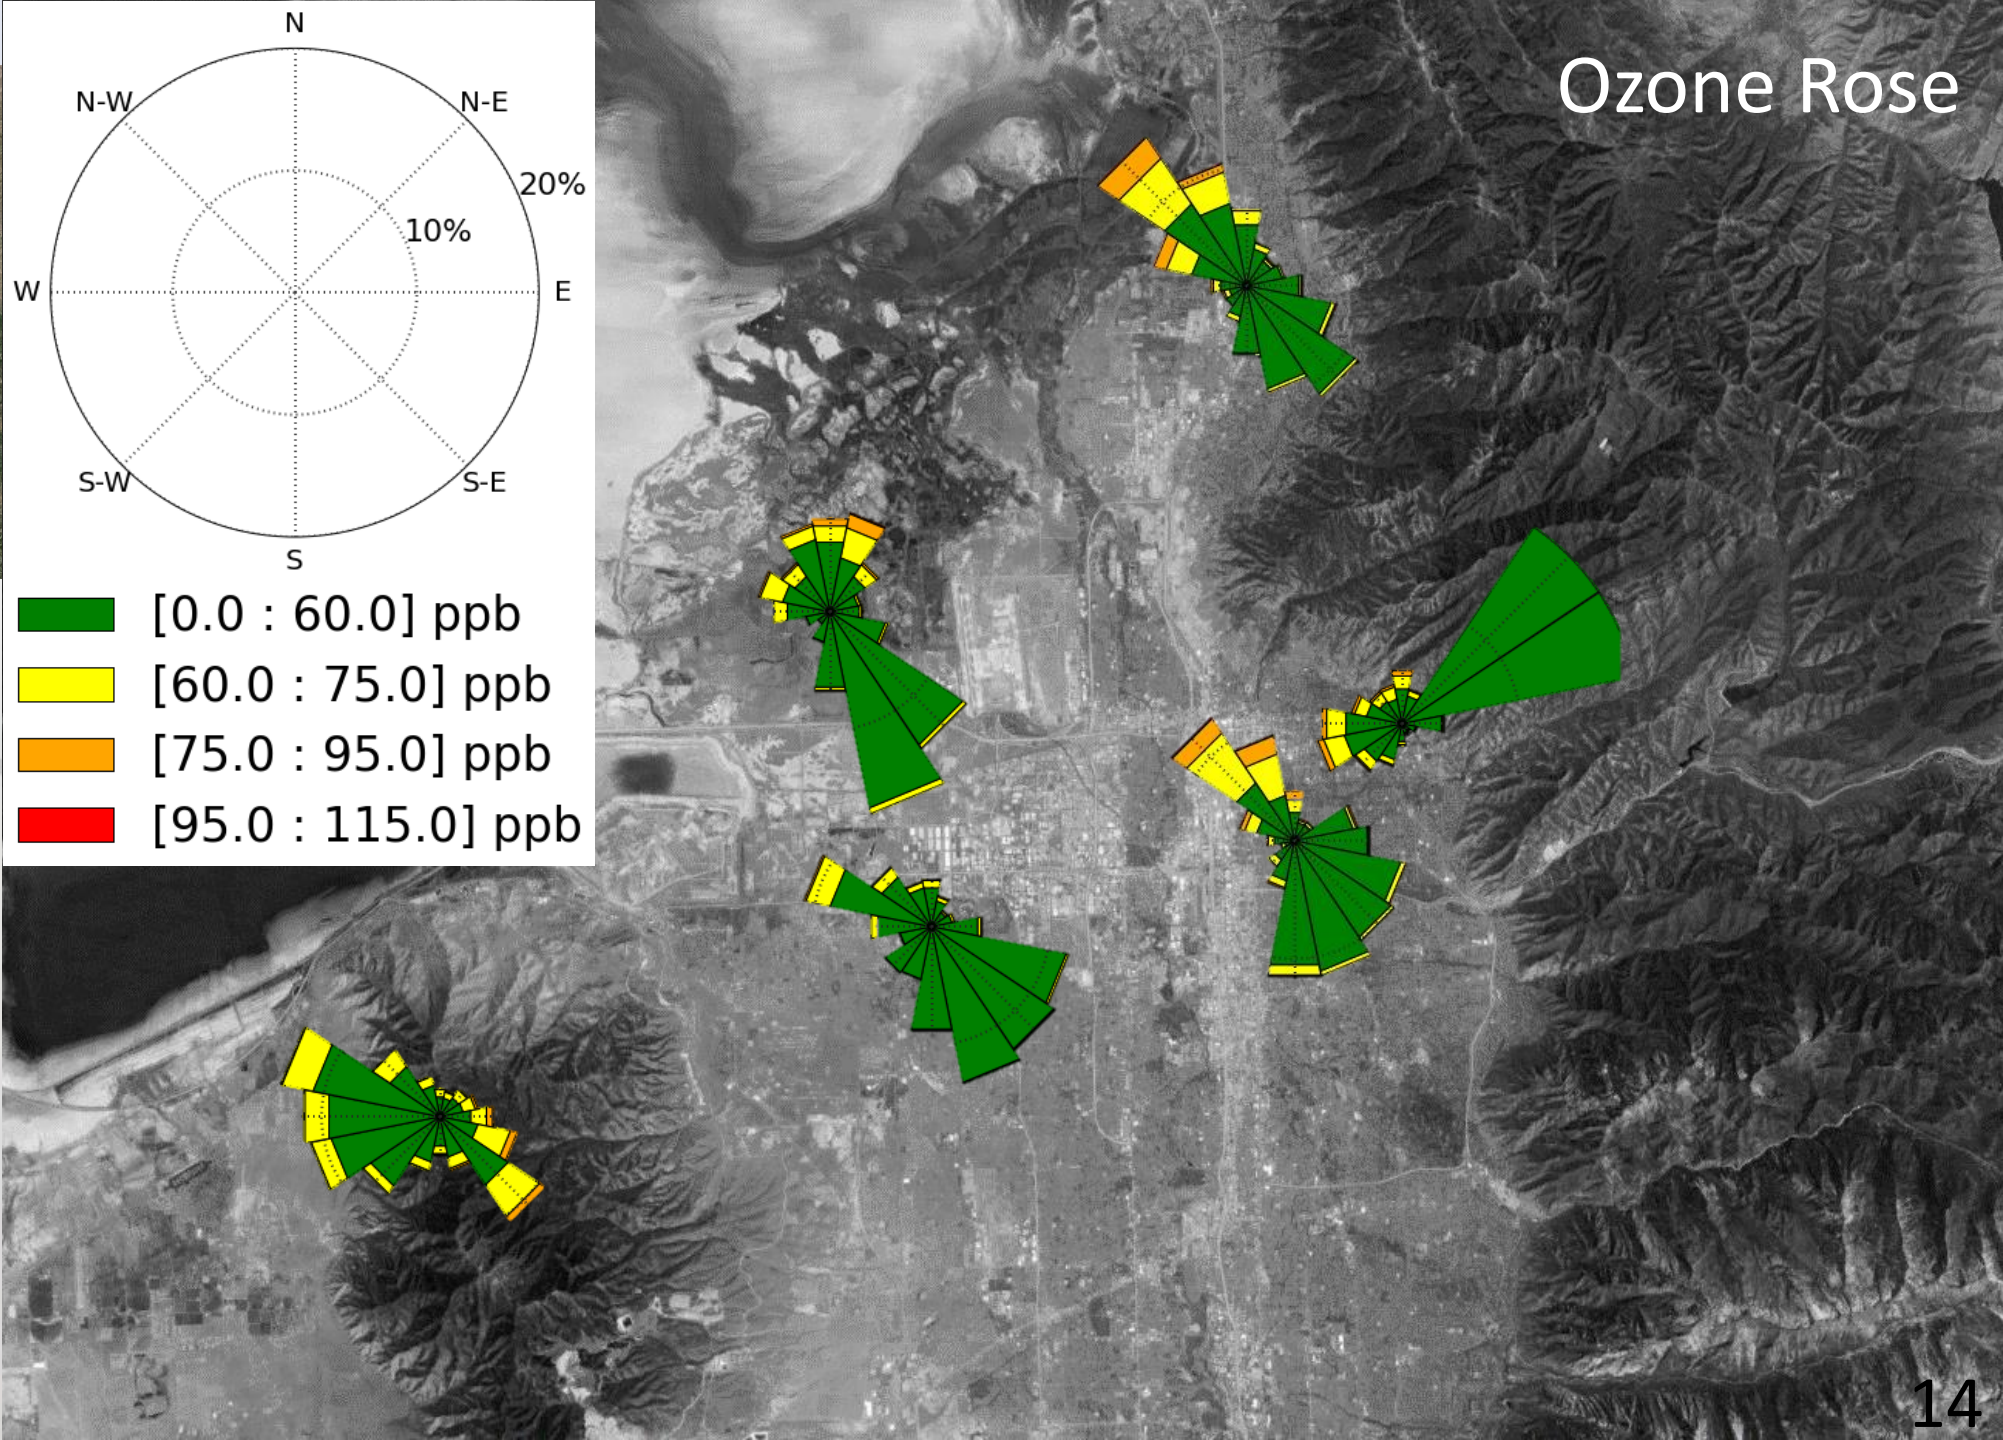 Ozone Rose
N
N-W
N-E
20%
10%
W
E
S-W
S-E
S
[0.0 : 60.0] ppb
[60.0 : 75.0] ppb
[75.0 : 95.0] ppb
[95.0 : 115.0] ppb
14